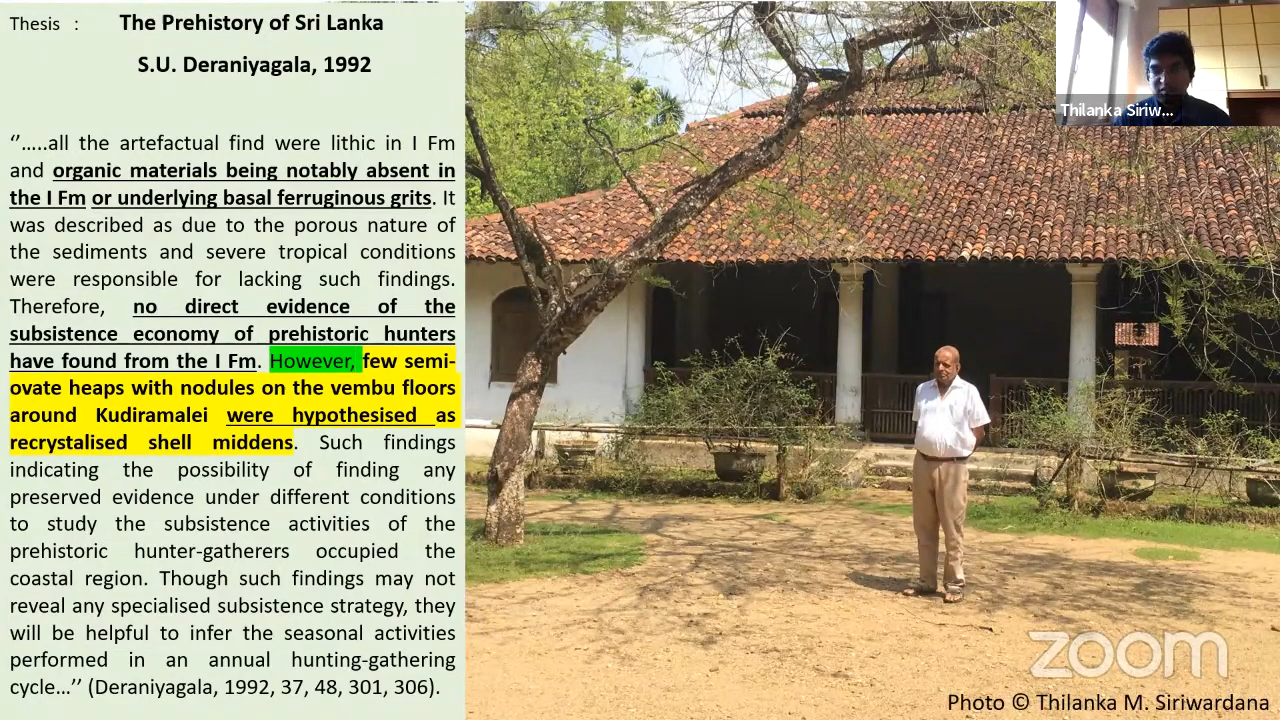 Thesis : The Prehistory of Sri Lanka
S.U. Deraniyagala, 1992
‘’…..all the artefactual find were lithic in I Fm
and organic materials being notably absent in
the I Fm or underlying basal ferruginous grits. It
was described as due to the porous nature of
the sediments and severe tropical conditions
were responsible for lacking such findings.
Therefore, no direct evidence of the
subsistence economy of prehistoric hunters
have found from the I Fm. However, few semi-
ovate heaps with nodules on the vembu floors
around Kudiramalei were hypothesised as
recrystalised shell middens. Such findings
indicating the possibility of finding any
preserved evidence under different conditions
to study the subsistence activities of the
prehistoric hunter-gatherers occupied the
coastal region. Though such findings may not
reveal any specialised subsistence strategy, they
will be helpful to infer the seasonal activities
performed in an annual hunting-gathering
cycle…’’ (Deraniyagala, 1992, 37, 48, 301, 306).
Thilanka Siriw...
zoom
Photo © Thilanka M. Siriwardana